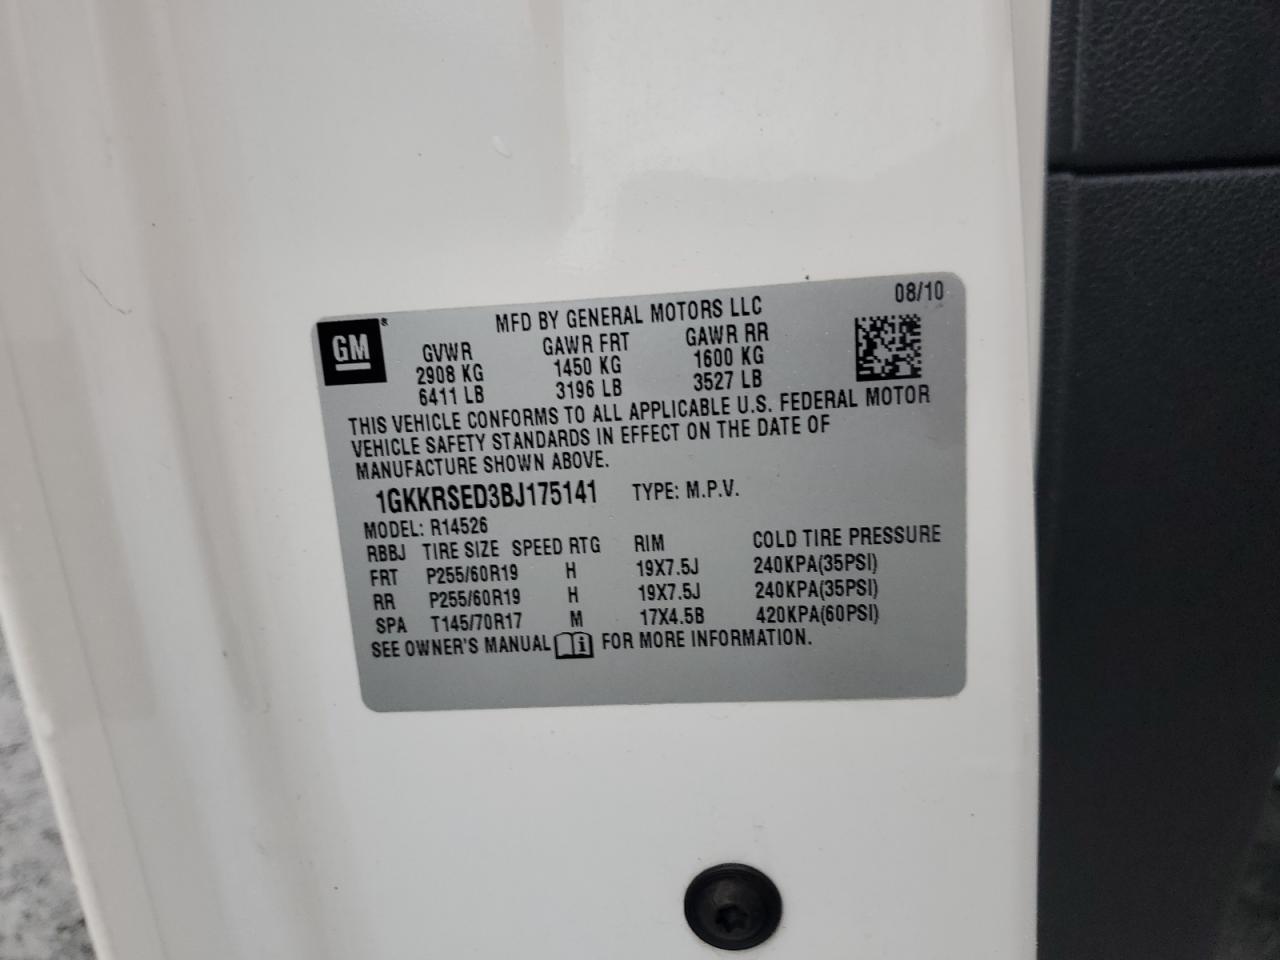 08/10
GM®
MFD BY GENERAL MOTORS LLC
GVWR GAWR FRT GAWR RR
2908 KG 1450 KG 1600 KG
6411 LB 3196 LB 3527 LB
THIS VEHICLE CONFORMS TO ALL APPLICABLE U.S. FEDERAL MOTOR
VEHICLE SAFETY STANDARDS IN EFFECT ON THE DATE OF
MANUFACTURE SHOWN ABOVE.
1GKKRSED3BJ175141 TYPE: M.P.V.
MODEL: R14526
RBBJ TIRE SIZE SPEED RTG RIM COLD TIRE PRESSURE
FRT P255/60R19 H 19X7.5J 240KPA(35PSI)
RR P255/60R19 H 19X7.5J 240KPA(35PSI)
SPA T145/70R17 M 17X4.5B 420KPA(60PSI)
SEE OWNER'S MANUAL i FOR MORE INFORMATION.